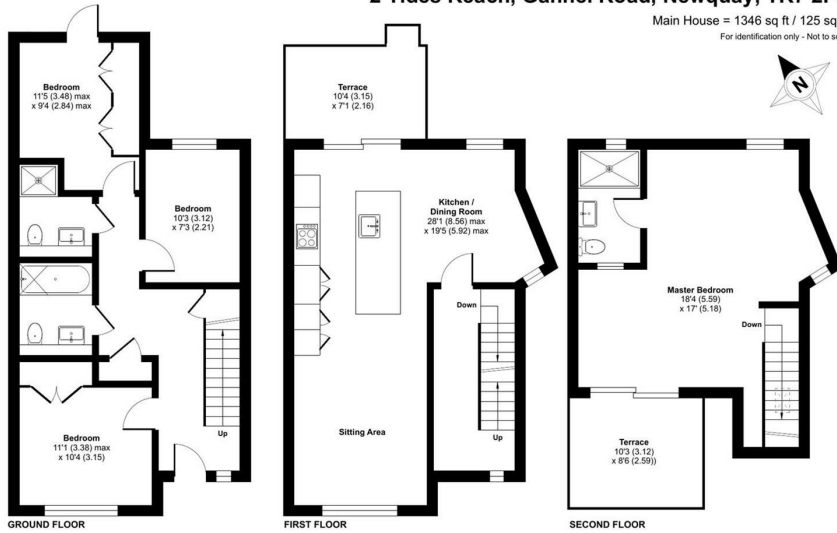 Main House = 1346 sq ft / 125 sq
For identification only - Not to
N
Bedroom
11'5 (3.48) max
x 9'4 (2.84) max
Bedroom
10'3 (3.12)
x 7'3 (2.21)
Bedroom
11'1 (3.38) max
x 10'4 (3.15)
Up
GROUND FLOOR
Terrace
10'4 (3.15)
x 7'1 (2.16)
Kitchen /
Dining Room
28'1 (8.56) max
x 19'5 (5.92) max
Down
Sitting Area
Up
FIRST FLOOR
Master Bedroom
18'4 (5.59)
x 17' (5.18)
Down
Terrace
10'3 (3.12)
x 8'6 (2.59))
SECOND FLOOR